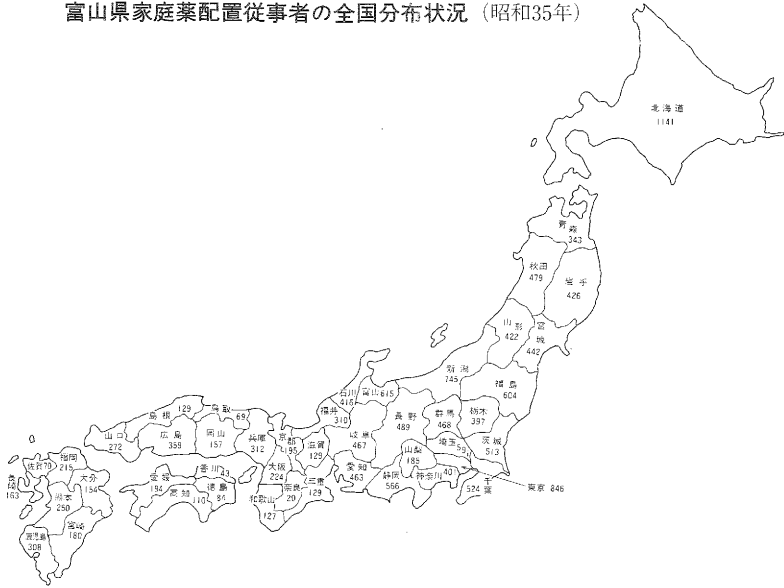 富山県家庭薬配置従事者の全国分布状況（昭和35年）
北海道
1141
青森
343
秋田
479
岩手
426
山形
422
宮城
442
新潟
745
福島
604
石川
416
富山 615
福井
310
長野
489
群馬
468
栃木
397
茨城
513
埼玉
岐阜
467
山梨
185
愛知
463
静岡
566
神奈川
401
千葉
524
東京 846
島根 129
鳥取
69
山口
272
広島
359
岡山
157
兵庫
312
京都
195
滋賀
129
大阪
224
奈良
20
三重
129
和歌山
127
香川
43
愛媛
194
高知
110
徳島
84
佐賀 70
福岡
215
大分
154
長崎
163
熊本
250
宮崎
180
鹿児島
308